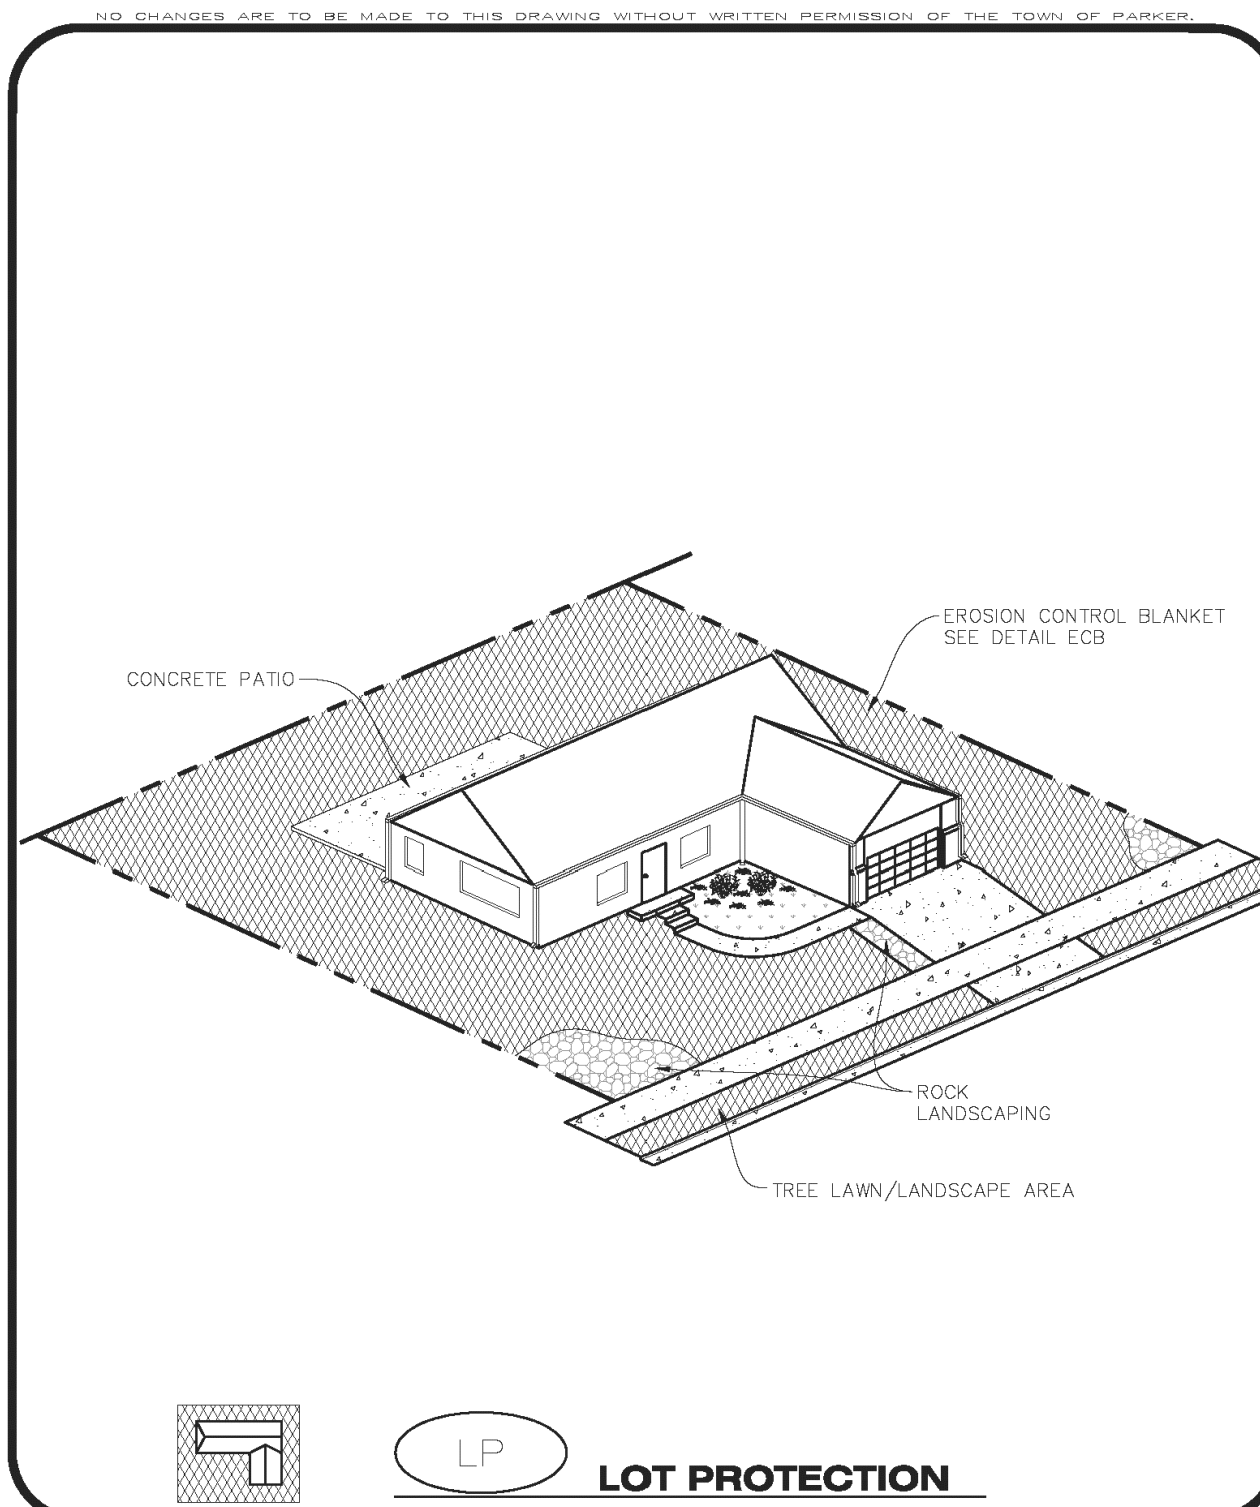 NO CHANGES ARE TO BE MADE TO THIS DRAWING WITHOUT WRITTEN PERMISSION OF THE TOWN OF PARKER.
EROSION CONTROL BLANKET
SEE DETAIL ECB
CONCRETE PATIO
ROCK
LANDSCAPING
TREE LAWN/LANDSCAPE AREA
LP
LOT PROTECTION